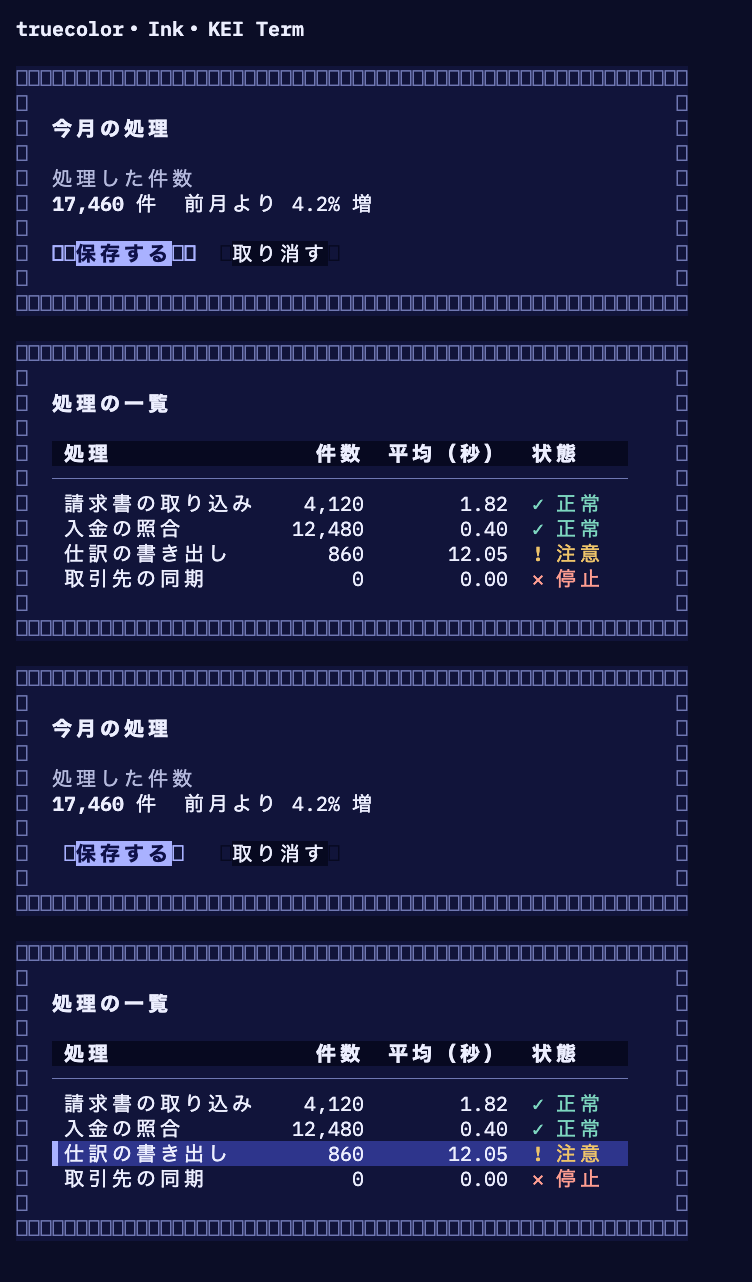 truecolor • Ink • KEI Term
今月の処理
処理した件数
17,460 件 前月より 4.2% 増
保存する 取り消す
処理の一覧
処理 件数 平均 (秒) 状態
請求書の取り込み 4,120 1.82 ✓ 正常
入金の照合 12,480 0.40 ✓ 正常
仕訳の書き出し 860 12.05 ! 注意
取引先の同期 0 0.00 × 停止
今月の処理
処理した件数
17,460 件 前月より 4.2% 増
保存する 取り消す
処理の一覧
処理 件数 平均 (秒) 状態
請求書の取り込み 4,120 1.82 ✓ 正常
入金の照合 12,480 0.40 ✓ 正常
仕訳の書き出し 860 12.05 ! 注意
取引先の同期 0 0.00 × 停止